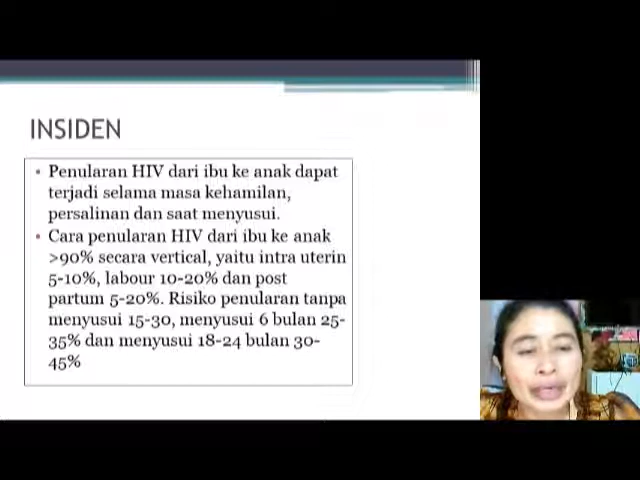 INSIDEN
• Penularan HIV dari ibu ke anak dapat
terjadi selama masa kehamilan,
persalinan dan saat menyusui.
• Cara penularan HIV dari ibu ke anak
>90% secara vertical, yaitu intra uterin
5-10%, labour 10-20% dan post
partum 5-20%. Risiko penularan tanpa
menyusui 15-30, menyusui 6 bulan 25-
35% dan menyusui 18-24 bulan 30-
45%